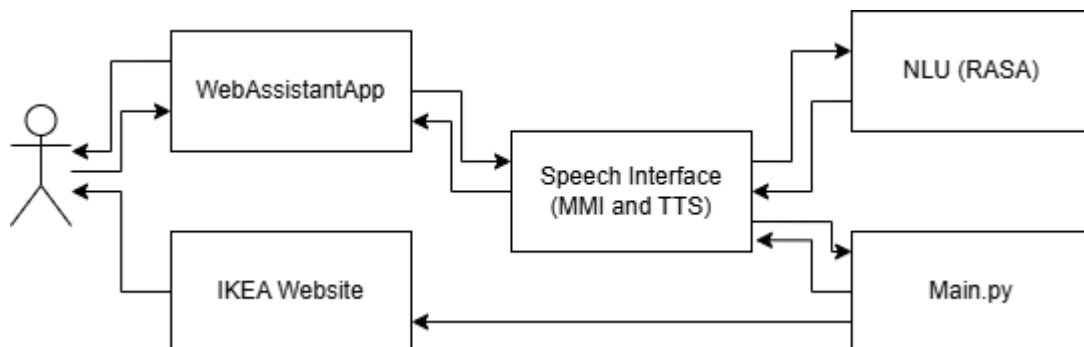 WebAssistantApp
NLU (RASA)
Speech Interface
(MMI and TTS)
IKEA Website
Main.py